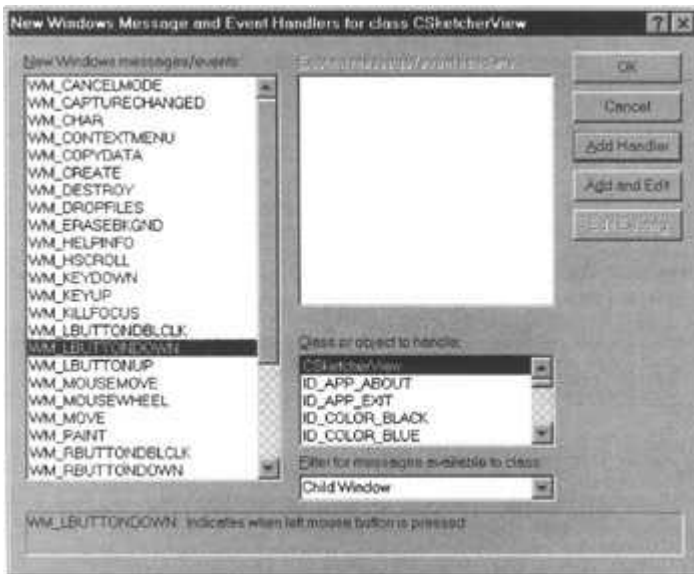 New Windows Message and Event Handlers for class CSketcherView
New Windows messages/events:
WM_CANCELMODE
WM_CAPTURECHANGED
WM_CHAR
WM_CONTEXTMENU
WM_COPYDATA
WM_CREATE
WM_DESTROY
WM_DROPFILES
WM_ERASEBKGND
WM_HELPINFO
WM_HSCROLL
WM_KEYDOWN
WM_KEYUP
WM_KILLFOCUS
WM_LBUTTONDBLCLK
WM_LBUTTONDOWN
WM_LBUTTONUP
WM_MOUSEMOVE
WM_MOUSEWHEEL
WM_MOVE
WM_PAINT
WM_RBUTTONDBLCLK
WM_RBUTTONDOWN
Class or object to handle:
CSketcherView
ID_APP_ABOUT
ID_APP_EXIT
ID_COLOR_BLACK
ID_COLOR_BLUE
Filter for messages available to class:
Child Window
OK
Cancel
Add Handler
Add and Edit
WM_LBUTTONDOWN: Indicates when left mouse button is pressed